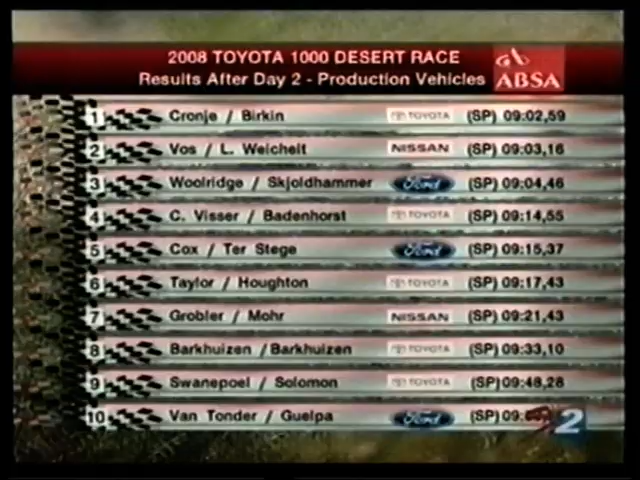 2008 TOYOTA 1000 DESERT RACE
Results After Day 2 - Production Vehicles ABSA
1 Cronje / Birkin TOYOTA (SP) 09:02,59
2 Vos / L. Weichelt NISSAN (SP) 09:03,16
3 Woolridge / Skjoldhammer Ford (SP) 09:04,46
4 C. Visser / Badenhorst TOYOTA (SP) 09:14,55
5 Cox / Ter Stege Ford (SP) 09:15,37
6 Taylor / Houghton TOYOTA (SP) 09:17,43
7 Grobler / Mohr NISSAN (SP) 09:21,43
8 Barkhuizen / Barkhuizen TOYOTA (SP) 09:33,10
9 Swanepoel / Solomon TOYOTA (SP) 09:48,28
10 Van Tonder / Guelpa Ford (SP) 2